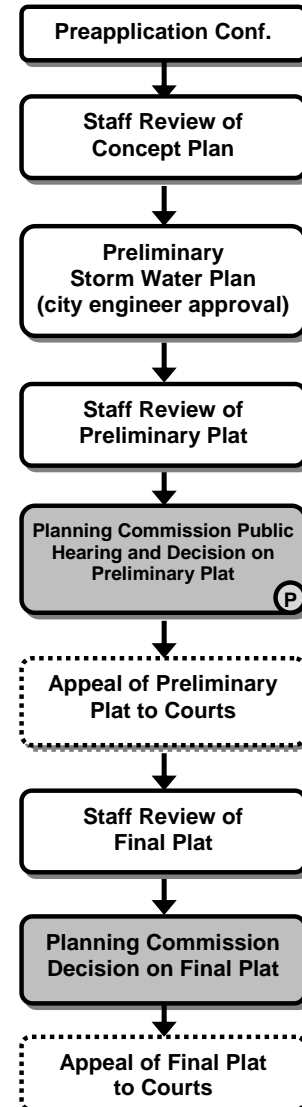 Preapplication Conf.
Staff Review of
Concept Plan
Preliminary
Storm Water Plan
(city engineer approval)
Staff Review of
Preliminary Plat
Planning Commission Public
Hearing and Decision on
Preliminary Plat
P
Appeal of Preliminary
Plat to Courts
Staff Review of
Final Plat
Planning Commission
Decision on Final Plat
Appeal of Final Plat
to Courts